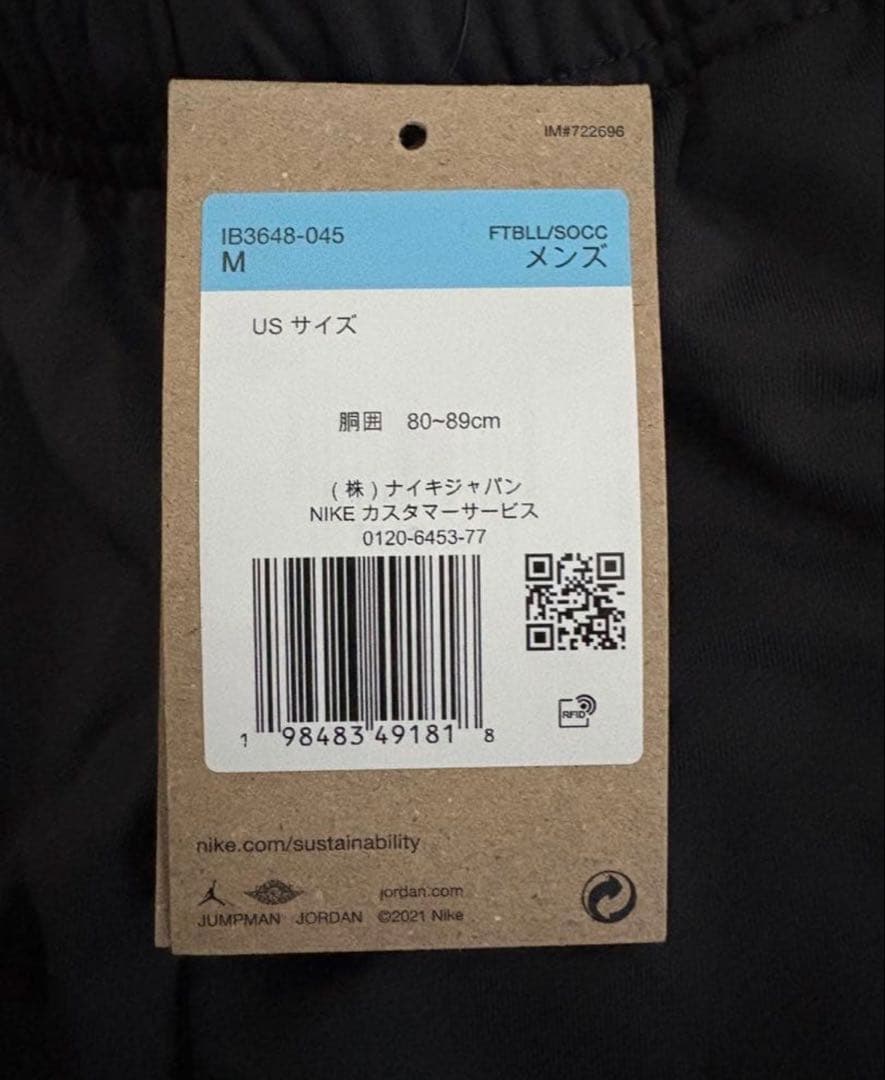 IM#722696
IB3648-045 FTBLL/SOCC
M メンズ
US サイズ
胴囲 80~89cm
(株)ナイキジャパン
NIKE カスタマーサービス
0120-6453-77
RFID
1 98483 49181 8
nike.com/sustainability
jordan.com
JUMPMAN JORDAN ©2021 Nike